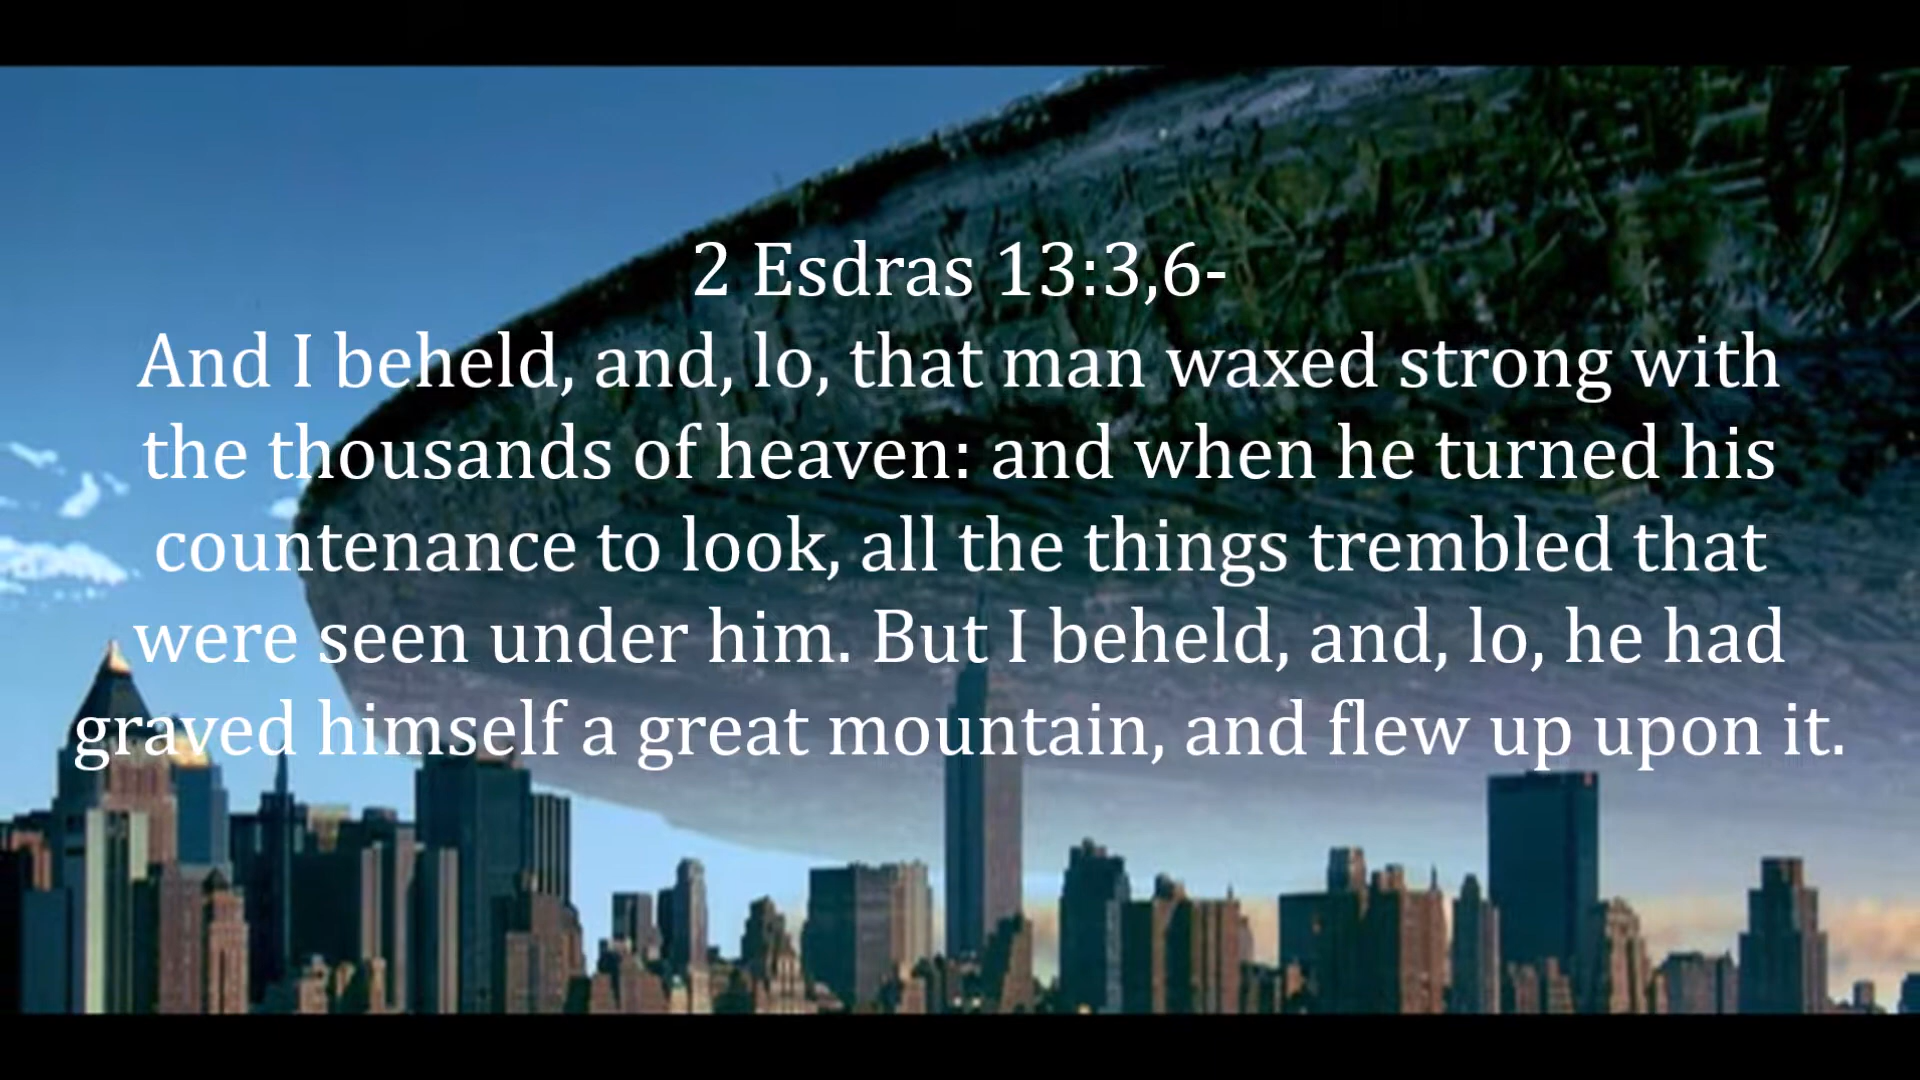 2 Esdras 13:3,6-
And I beheld, and, lo, that man waxed strong with
the thousands of heaven: and when he turned his
countenance to look, all the things trembled that
were seen under him. But I beheld, and, lo, he had
graved himself a great mountain, and flew up upon it.